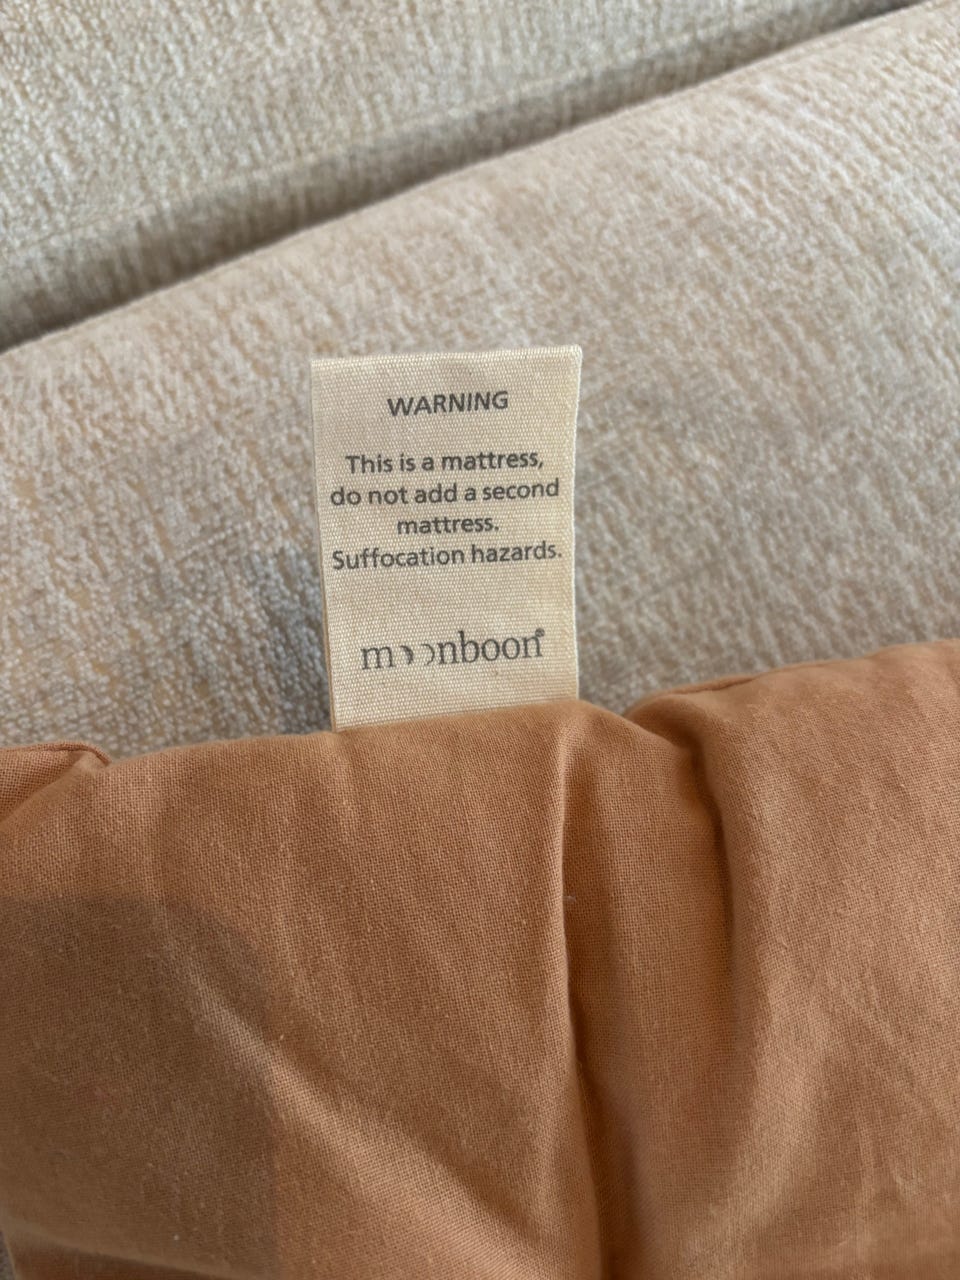 WARNING
This is a mattress,
do not add a second
mattress.
Suffocation hazards.
moonboon®